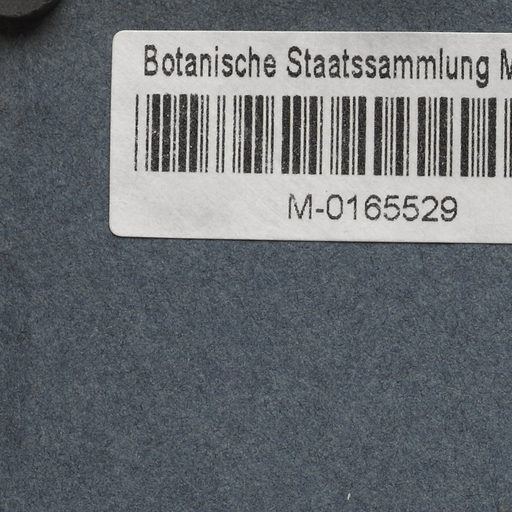 Botanische Staatssammlung M
M-0165529